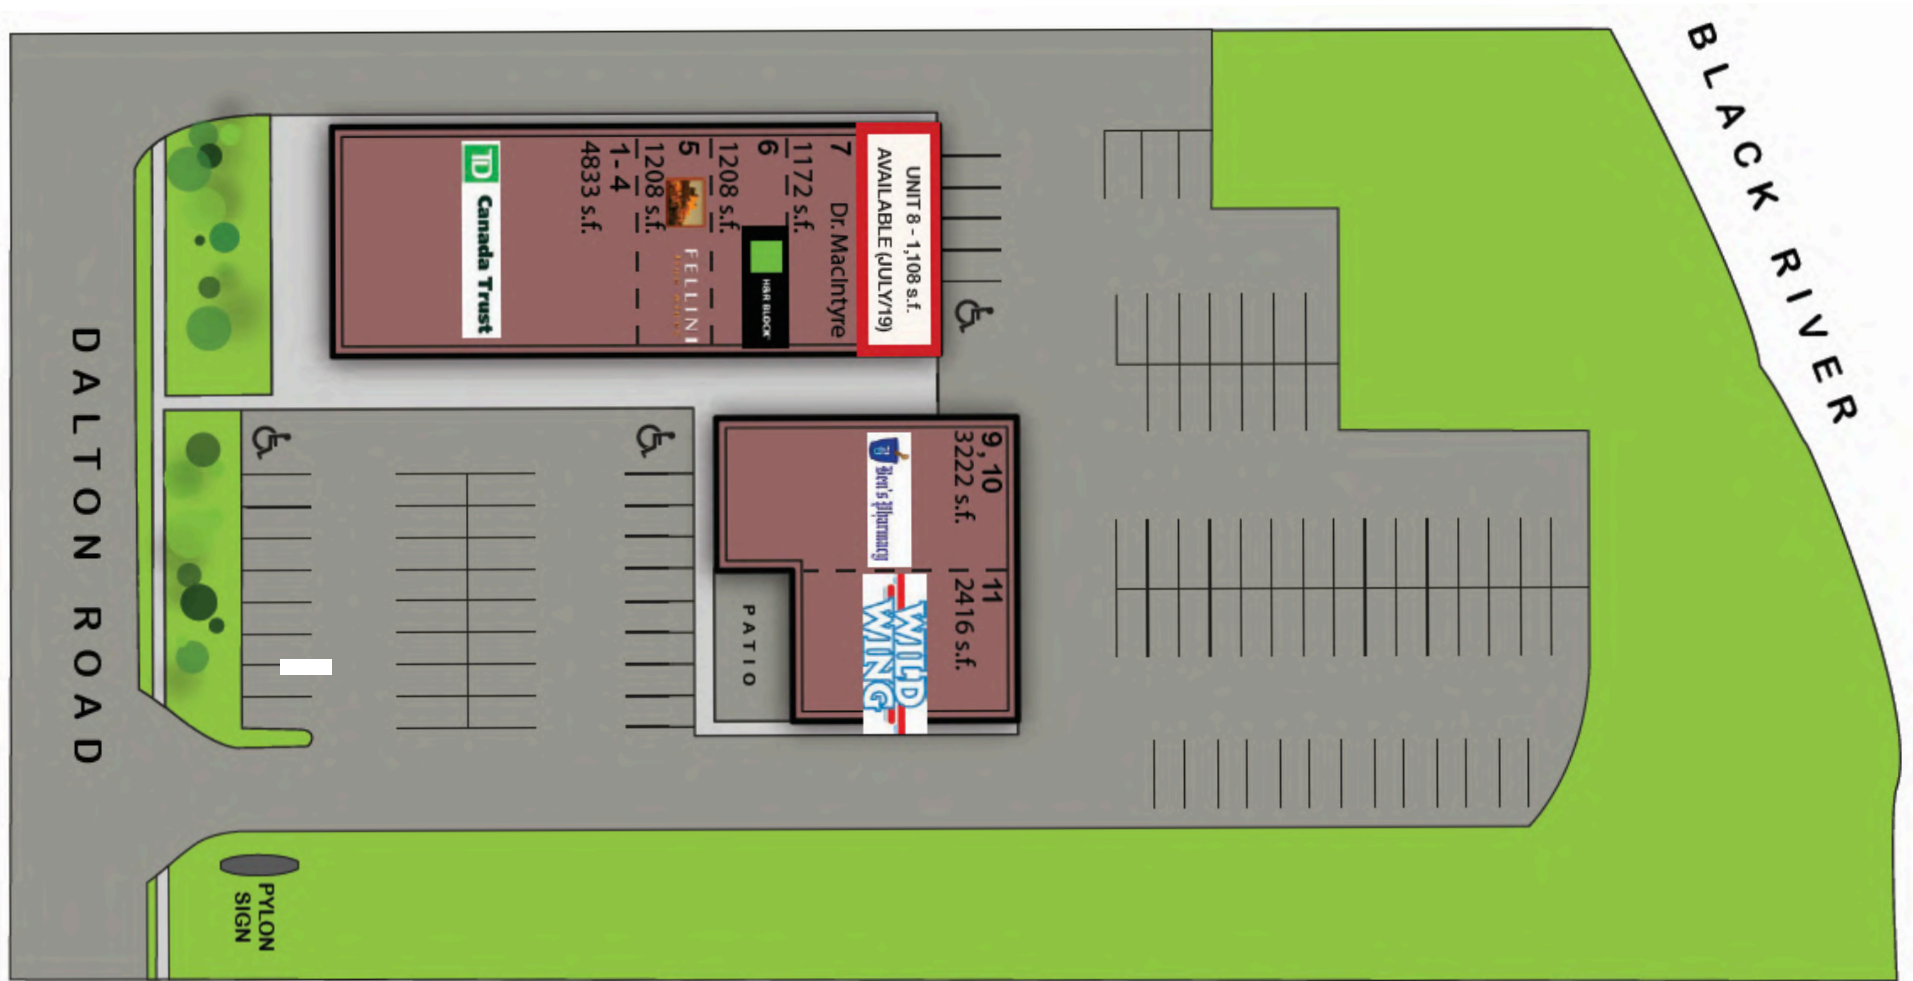 BLACK RIVER
DALTON ROAD
UNIT 8 - 1,108 s.f.
AVAILABLE (JULY/19)
7 Dr. MacIntyre
1172 s.f.
6
H&R BLOCK
1208 s.f.
5
FELLINI
1208 s.f.
1-4
4833 s.f.
TD Canada Trust
9,10
3222 s.f.
Ben's Pharmacy
11
2416 s.f.
WILD
WING
PATIO
PYLON
SIGN